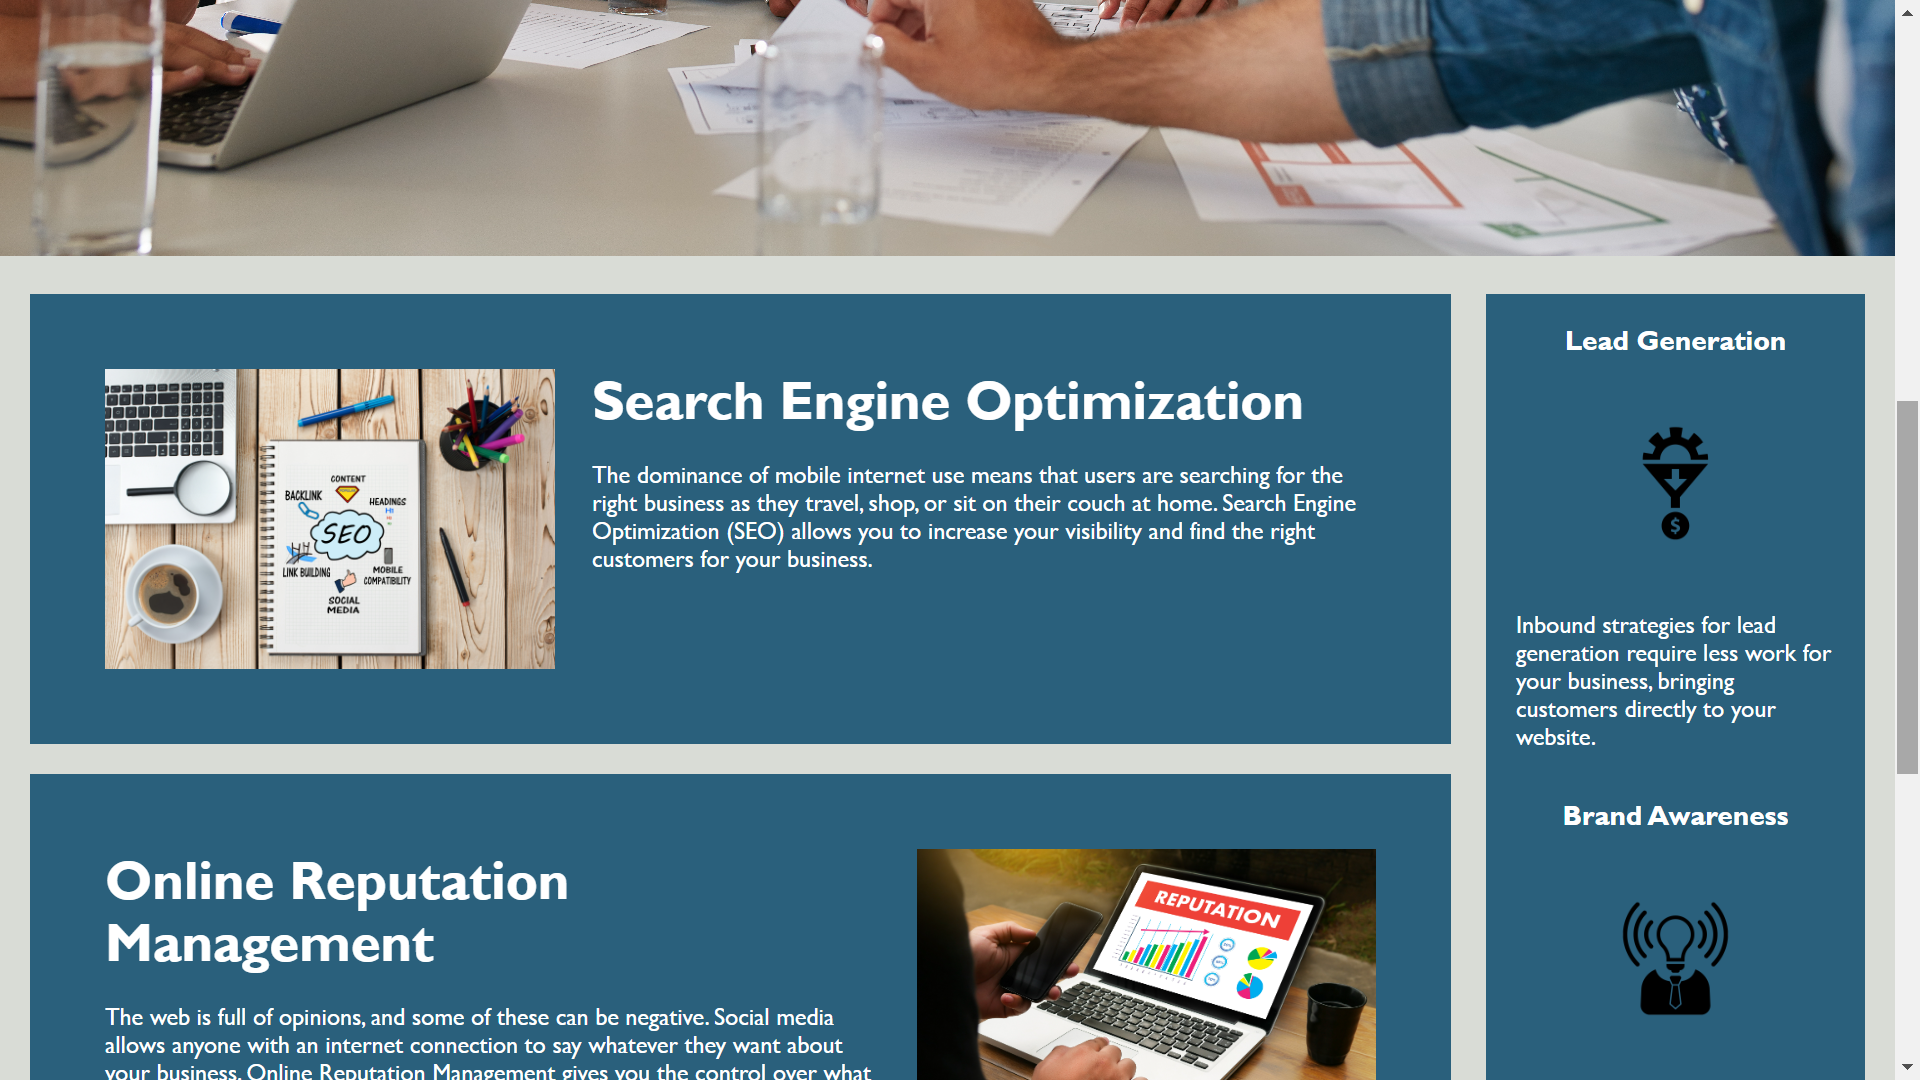 Search Engine Optimization
The dominance of mobile internet use means that users are searching for the
right business as they travel, shop, or sit on their couch at home. Search Engine
Optimization (SEO) allows you to increase your visibility and find the right
customers for your business.
CONTENT
BACKLINK
HEADINGS
H1
SEO
LINK BUILDING
MOBILE
COMPATIBILITY
SOCIAL
MEDIA
Online Reputation
Management
The web is full of opinions, and some of these can be negative. Social media
allows anyone with an internet connection to say whatever they want about
your business. Online Reputation Management gives you the control over what
REPUTATION
Lead Generation
$
Inbound strategies for lead
generation require less work for
your business, bringing
customers directly to your
website.
Brand Awareness